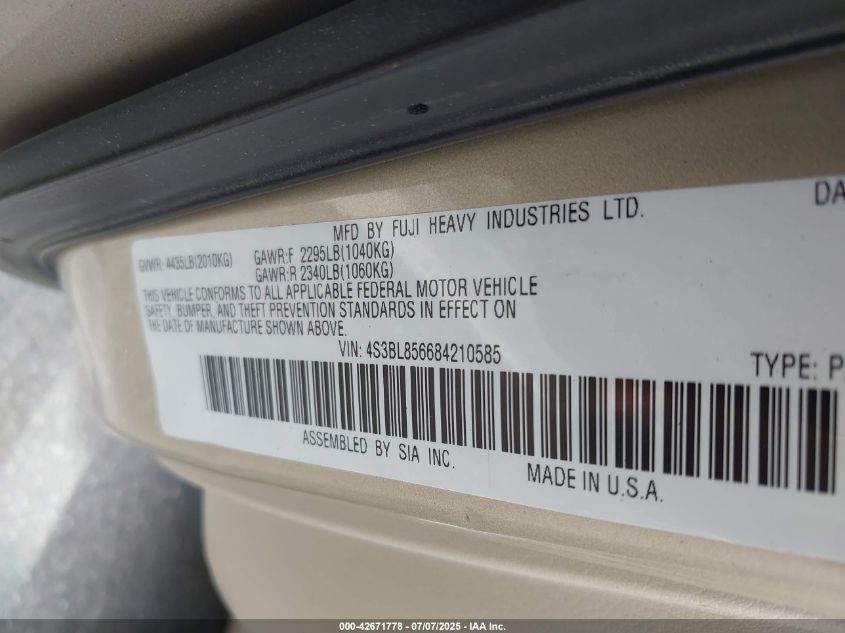 MFD BY FUJI HEAVY INDUSTRIES LTD.
DA
GVWR: 4435LB(2010KG) GAWR:F 2295LB(1040KG)
GAWR:R 2340LB(1060KG)
THIS VEHICLE CONFORMS TO ALL APPLICABLE FEDERAL MOTOR VEHICLE
SAFETY, BUMPER, AND THEFT PREVENTION STANDARDS IN EFFECT ON
THE DATE OF MANUFACTURE SHOWN ABOVE.
VIN: 4S3BL856684210585
TYPE: P
ASSEMBLED BY SIA INC.
MADE IN U.S.A.
000-42671778 - 07/07/2025 - IAA Inc.